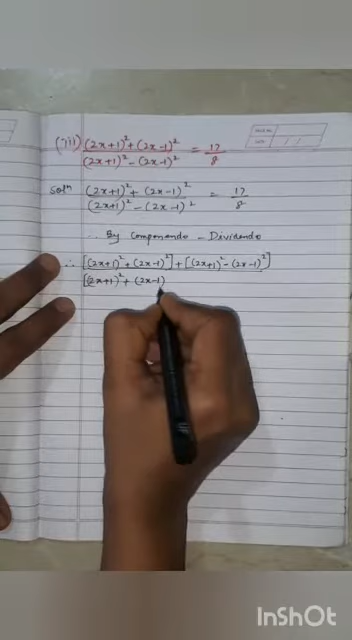 (viii) (2x+1)² + (2x-1)² / (2x+1)² - (2x-1)² = 17/8
Solⁿ (2x+1)² + (2x-1)² / (2x+1)² - (2x-1)² = 17/8
∴ By Componendo - Dividendo
∴ [(2x+1)² + (2x-1)²] + [(2x+1)² - (2x-1)²]
[(2x+1)² + (2x-1)
InShOt